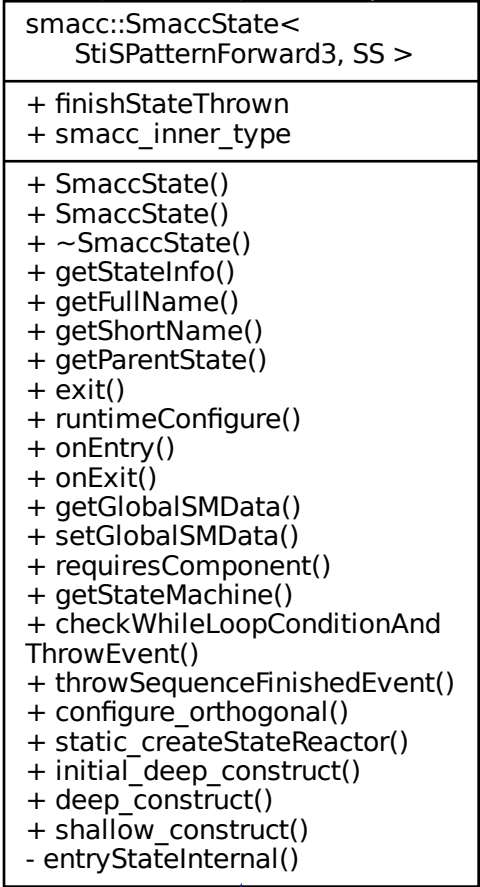 smacc::SmaccState<
StiSPatternForward3, SS >
+ finishStateThrown
+ smacc_inner_type
+ SmaccState()
+ SmaccState()
+ ~SmaccState()
+ getStateInfo()
+ getFullName()
+ getShortName()
+ getParentState()
+ exit()
+ runtimeConfigure()
+ onEntry()
+ onExit()
+ getGlobalSMData()
+ setGlobalSMData()
+ requiresComponent()
+ getStateMachine()
+ checkWhileLoopConditionAnd
ThrowEvent()
+ throwSequenceFinishedEvent()
+ configure_orthogonal()
+ static_createStateReactor()
+ initial_deep_construct()
+ deep_construct()
+ shallow_construct()
- entryStateInternal()